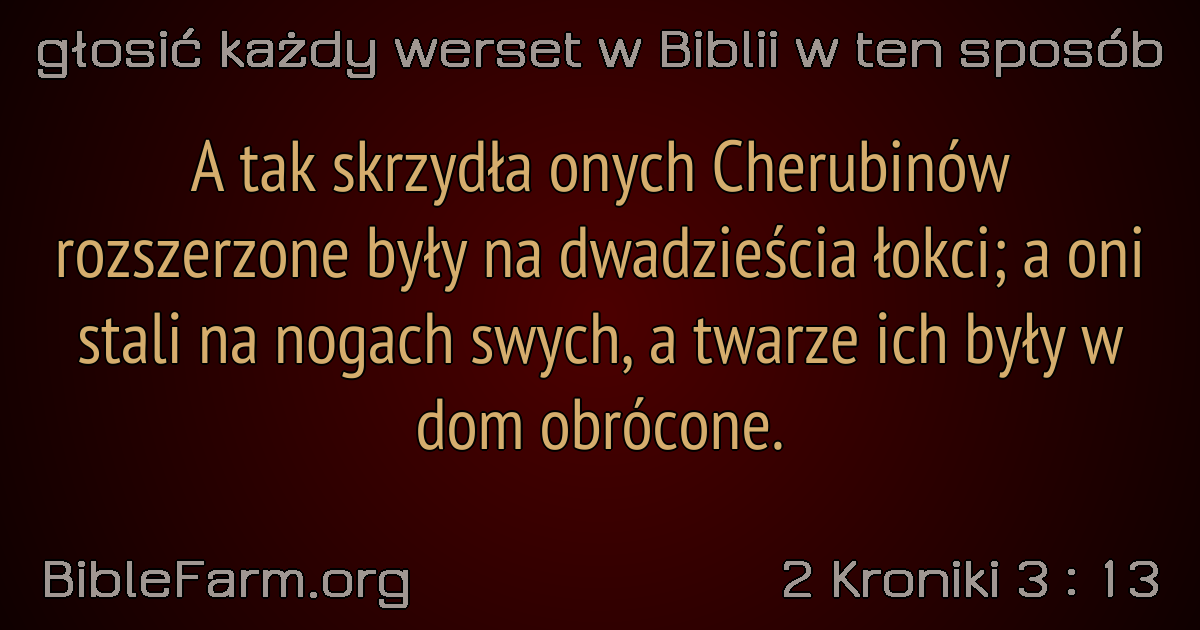 głosić każdy werset w Biblii w ten sposób
A tak skrzydła onych Cherubinów
rozszerzone były na dwadzieścia łokci; a oni
stali na nogach swych, a twarze ich były w
dom obrócone.
BibleFarm.org
2 Kroniki 3 : 13